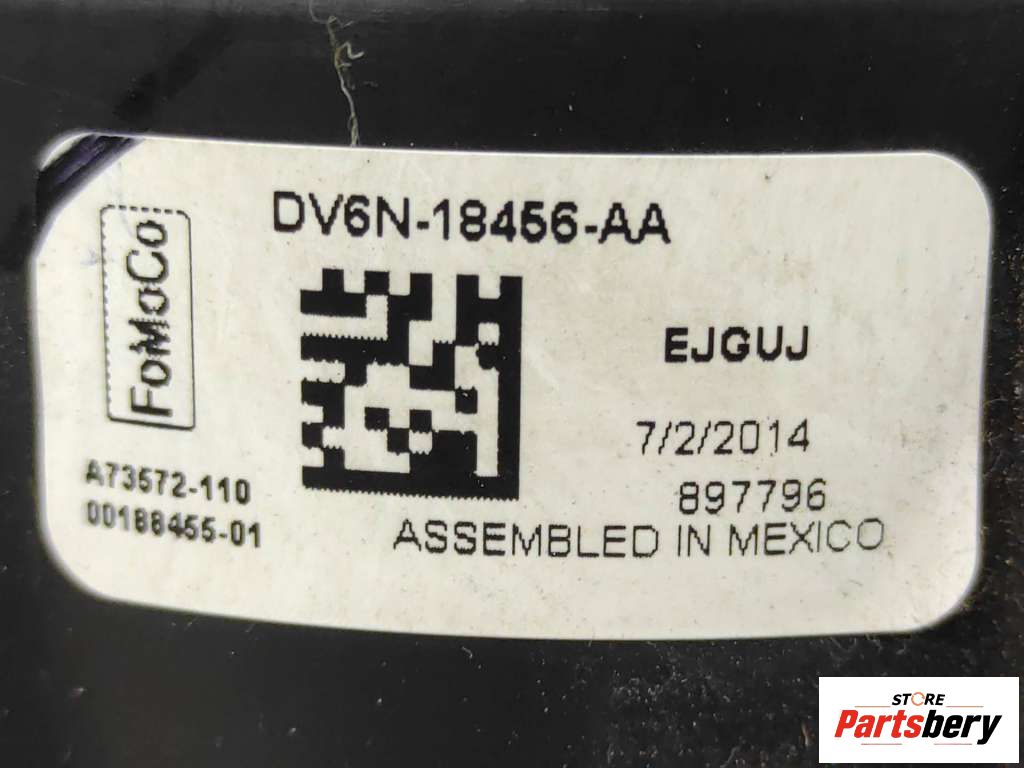 DV6N-18456-AA
FoMoCo
EJGUJ
7/2/2014
A73572-110
897796
00188455-01
ASSEMBLED IN MEXICO
STORE
Partsbery